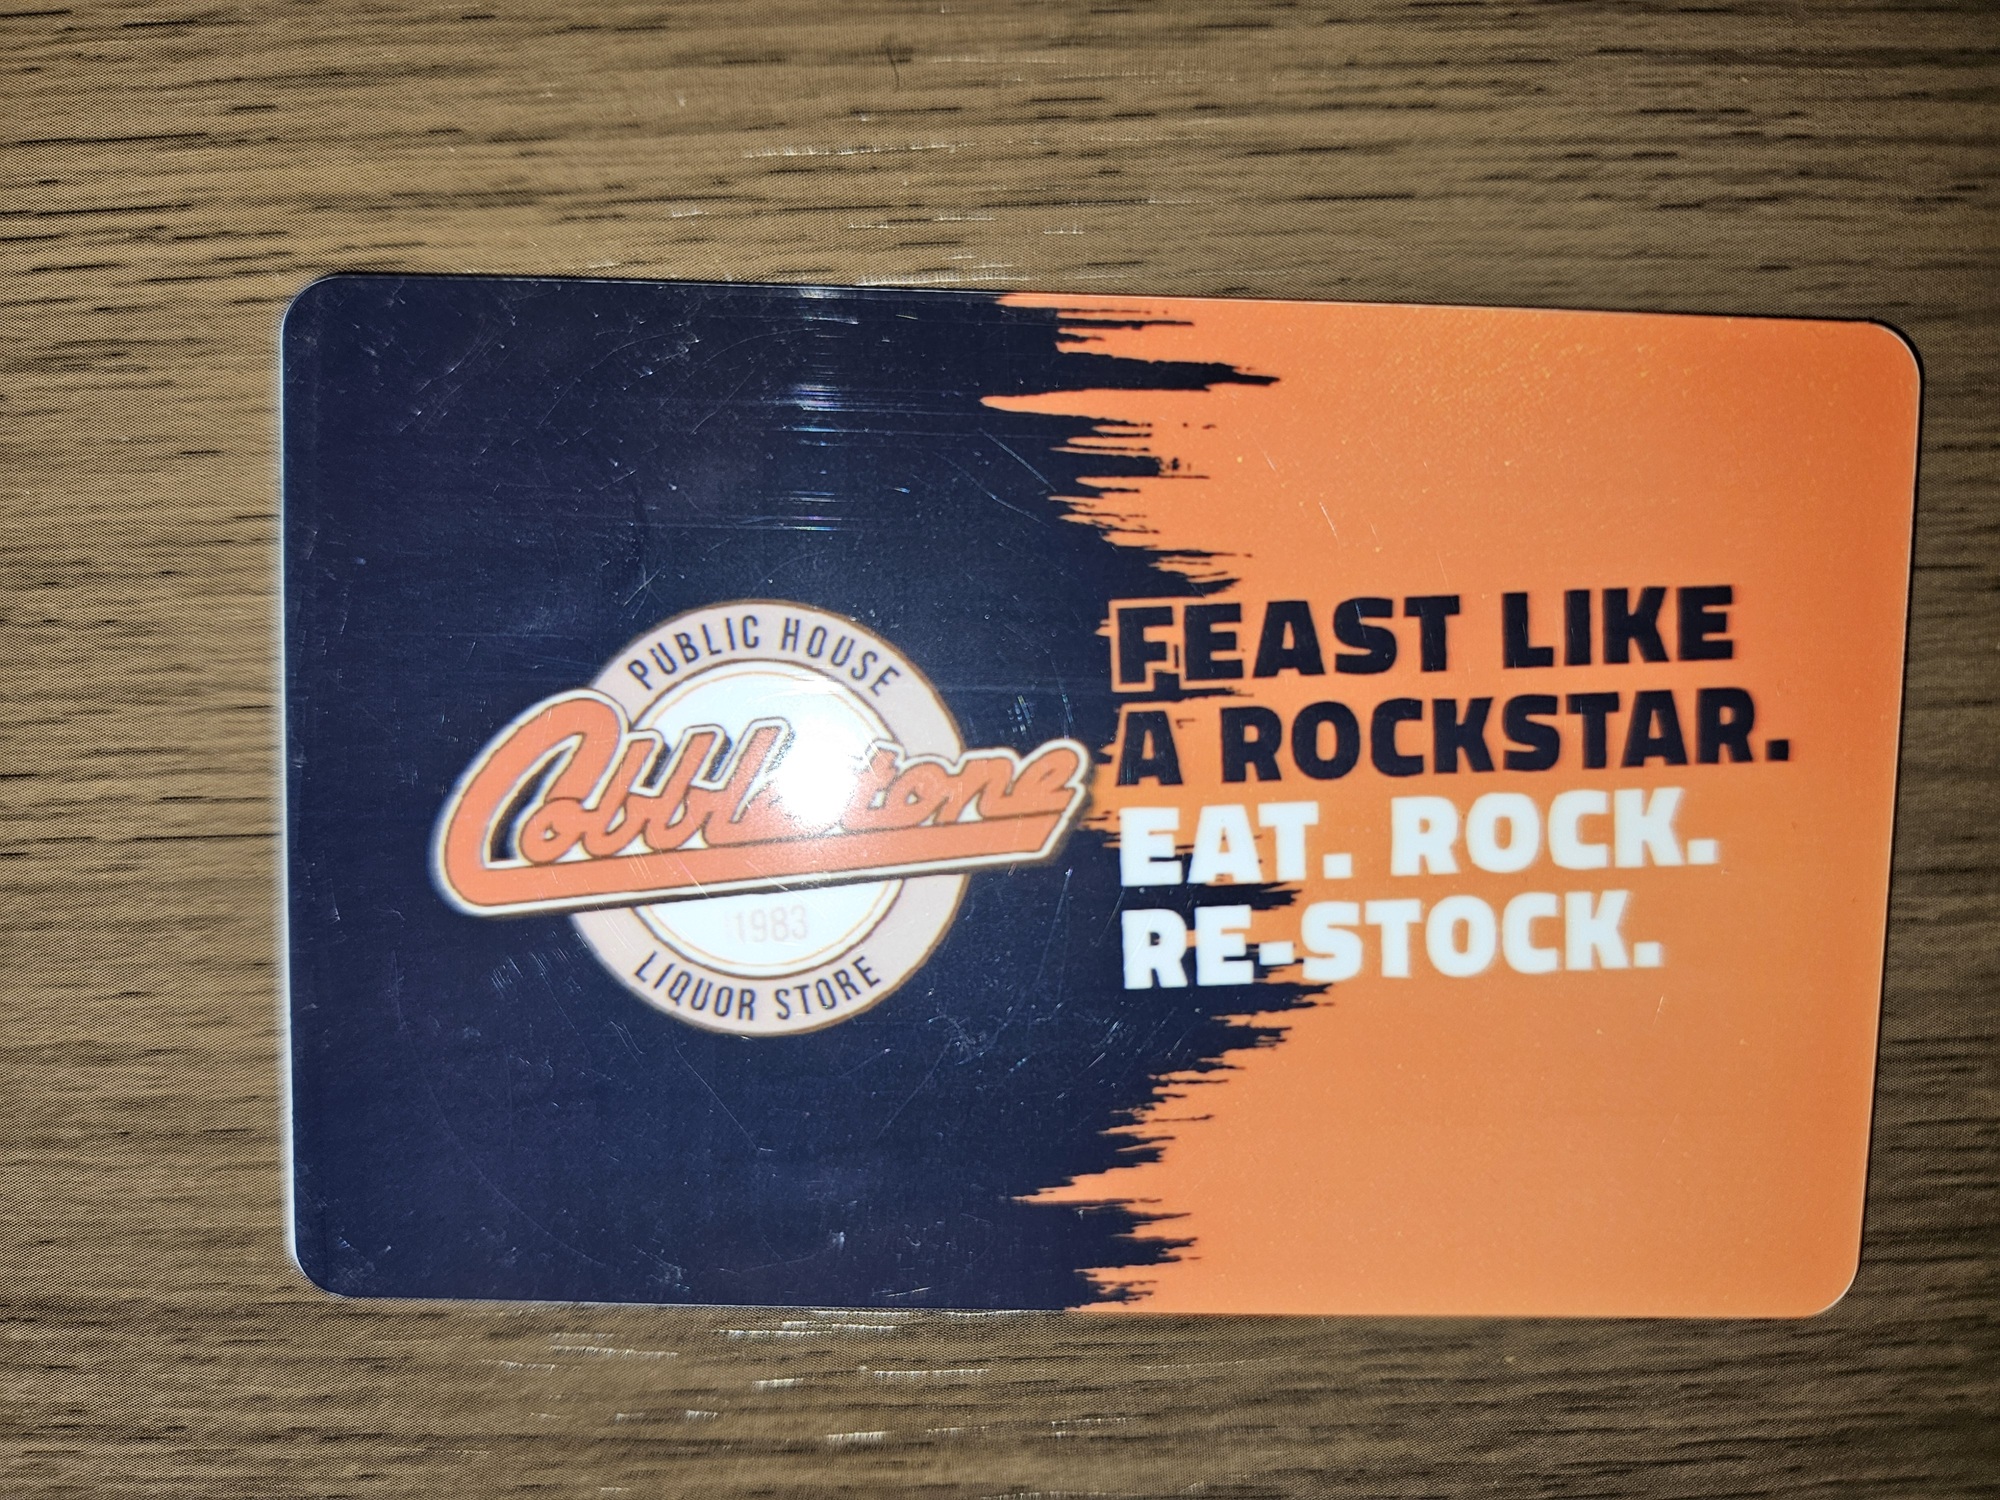 PUBLIC HOUSE
Cobblestone
1983
LIQUOR STORE
FEAST LIKE
A ROCKSTAR.
EAT. ROCK.
RE-STOCK.